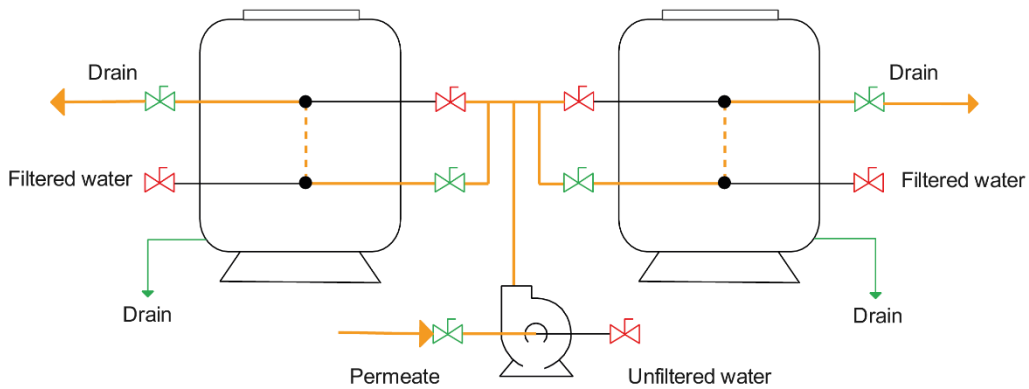 Drain
Drain
Filtered water
Filtered water
Drain
Drain
Permeate
Unfiltered water